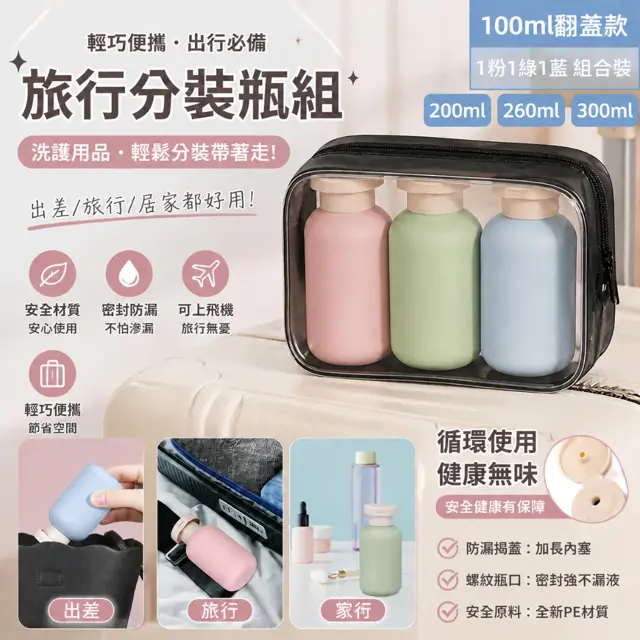 輕巧便攜·出行必備
旅行分裝瓶組
洗護用品·輕鬆分裝帶著走!
出差/旅行/居家都好用!
100ml翻蓋款
1粉1綠1藍 組合裝
200ml 260ml 300ml
安全材質
安心使用
密封防漏
不怕滲漏
可上飛機
旅行無憂
輕巧便攜
節省空間
出差
旅行
家衍
循環使用
健康無味
安全健康有保障
防漏揭蓋:加長內塞
螺紋瓶口:密封強不漏液
安全原料:全新PE材質